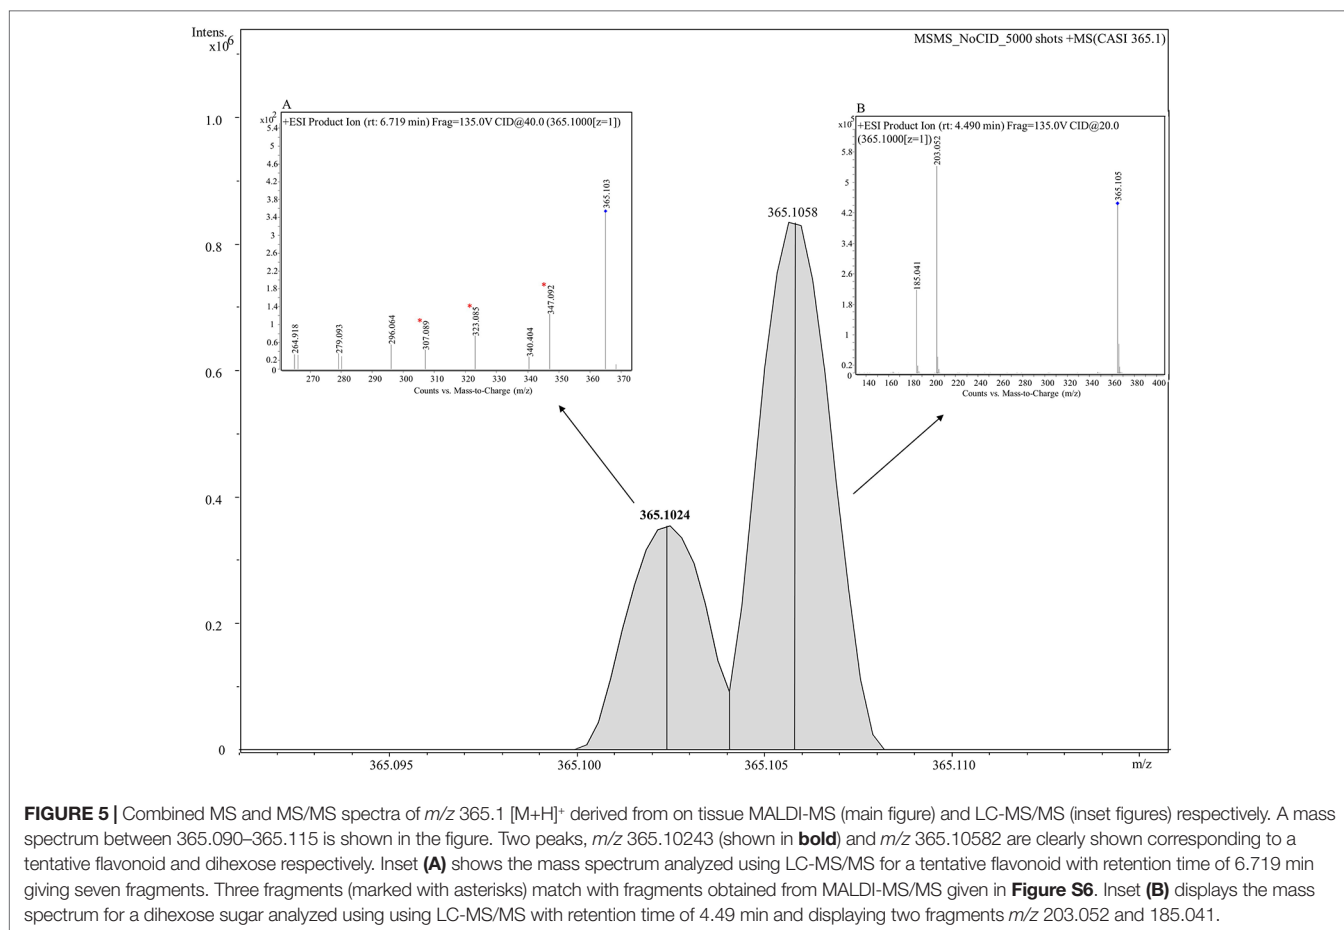 Intens.
x10^6
MSMS_NoCID_5000 shots +MS(CASI 365.1)
1.0
0.8
0.6
0.4
0.2
0
A
x10^2
+ESI Product Ion (rt: 6.719 min) Frag=135.0V CID@40.0 (365.1000[z=1])
5.4
5
4.6
4.2
3.8
3.4
3
2.6
2.2
1.8
1.4
1
0.6
0.2
0
264.918
279.093
296.064
* 307.089
* 323.085
340.404
* 347.092
365.103
270 280 290 300 310 320 330 340 350 360 370
Counts vs. Mass-to-Charge (m/z)
B
x10^5
+ESI Product Ion (rt: 4.490 min) Frag=135.0V CID@20.0
(365.1000[z=1])
5.8
5
4.2
3.4
2.6
1.8
1
0.2
0
185.041
203.052
365.105
140 160 180 200 220 240 260 280 300 320 340 360 380 400
Counts vs. Mass-to-Charge (m/z)
365.1058
365.1024
365.095 365.100 365.105 365.110 m/z
FIGURE 5 | Combined MS and MS/MS spectra of m/z 365.1 [M+H]+ derived from on tissue MALDI-MS (main figure) and LC-MS/MS (inset figures) respectively. A mass
spectrum between 365.090–365.115 is shown in the figure. Two peaks, m/z 365.10243 (shown in bold) and m/z 365.10582 are clearly shown corresponding to a
tentative flavonoid and dihexose respectively. Inset (A) shows the mass spectrum analyzed using LC-MS/MS for a tentative flavonoid with retention time of 6.719 min
giving seven fragments. Three fragments (marked with asterisks) match with fragments obtained from MALDI-MS/MS given in Figure S6. Inset (B) displays the mass
spectrum for a dihexose sugar analyzed using using LC-MS/MS with retention time of 4.49 min and displaying two fragments m/z 203.052 and 185.041.